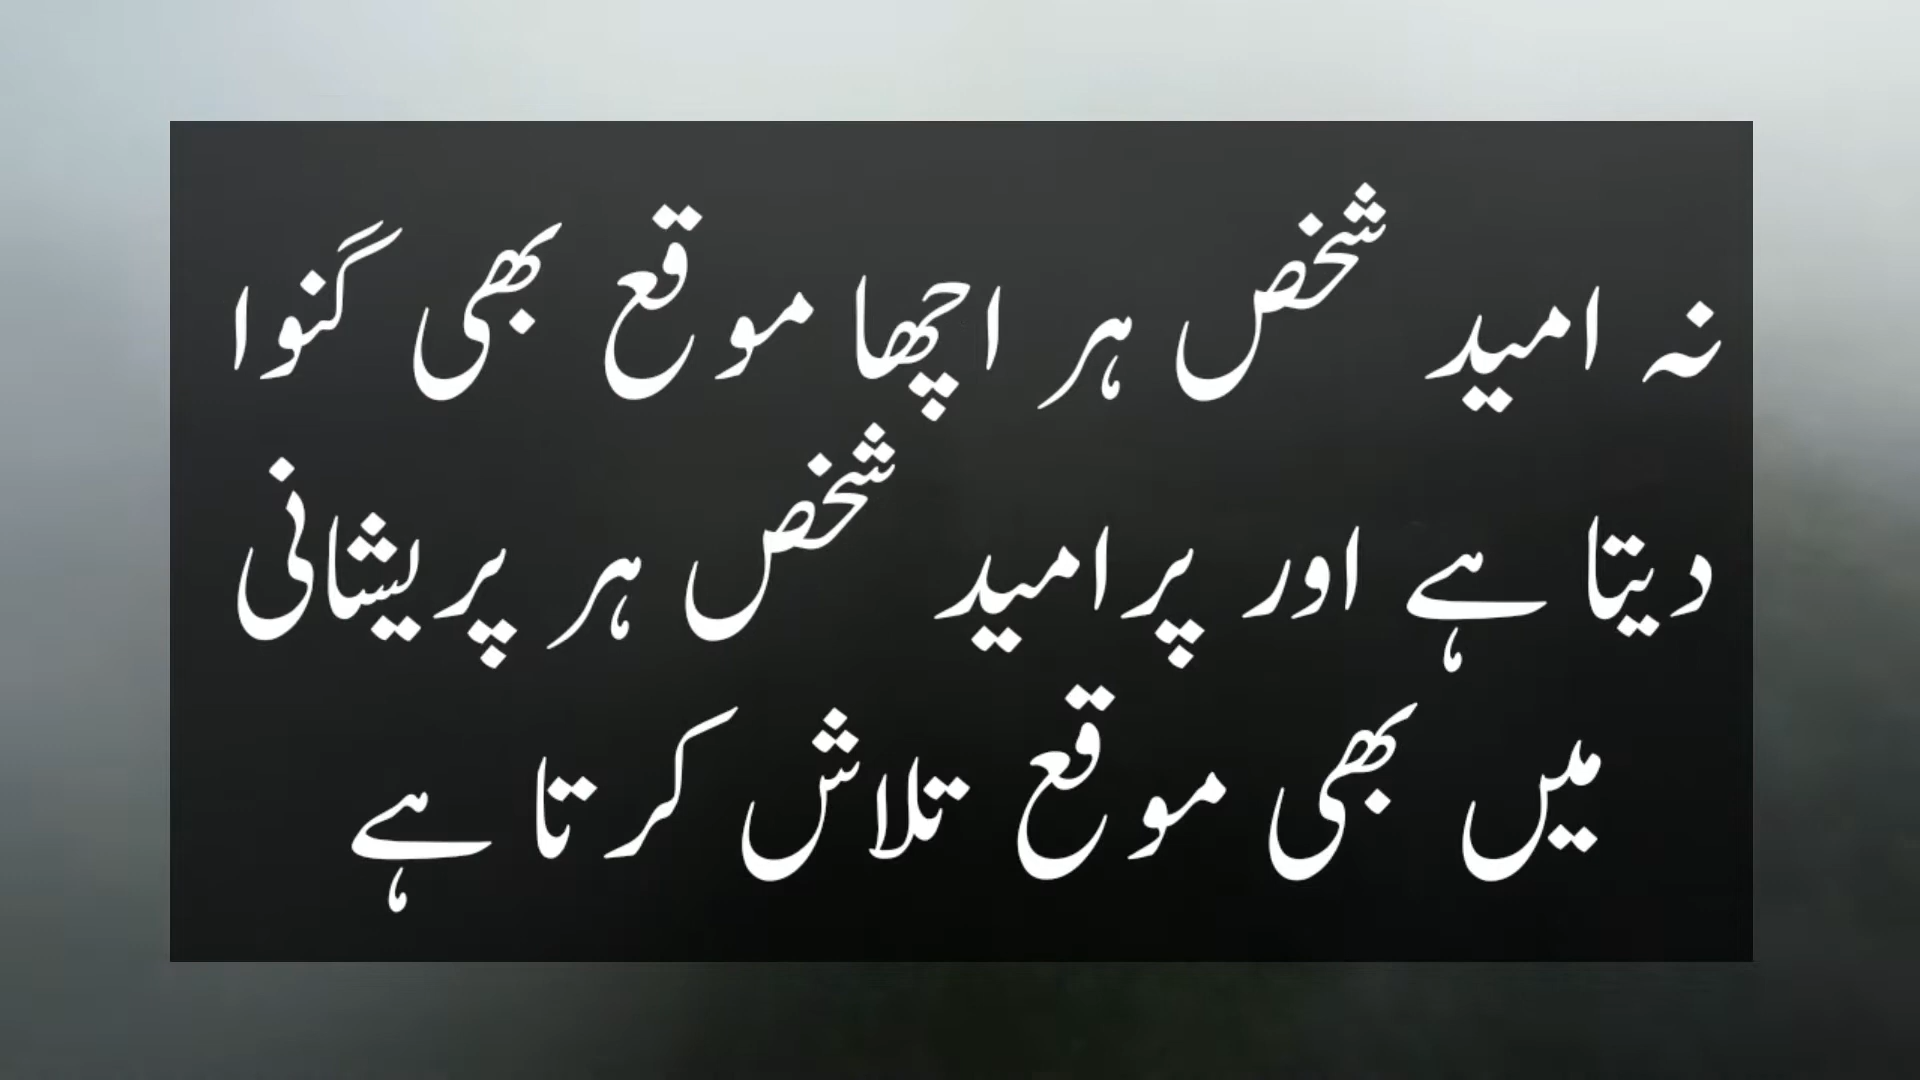 نہ امید شخص ہر اچھا موقع بھی گنوا
دیتا ہے اور پرامید شخص ہر پریشانی
میں بھی موقع تلاش کرتا ہے